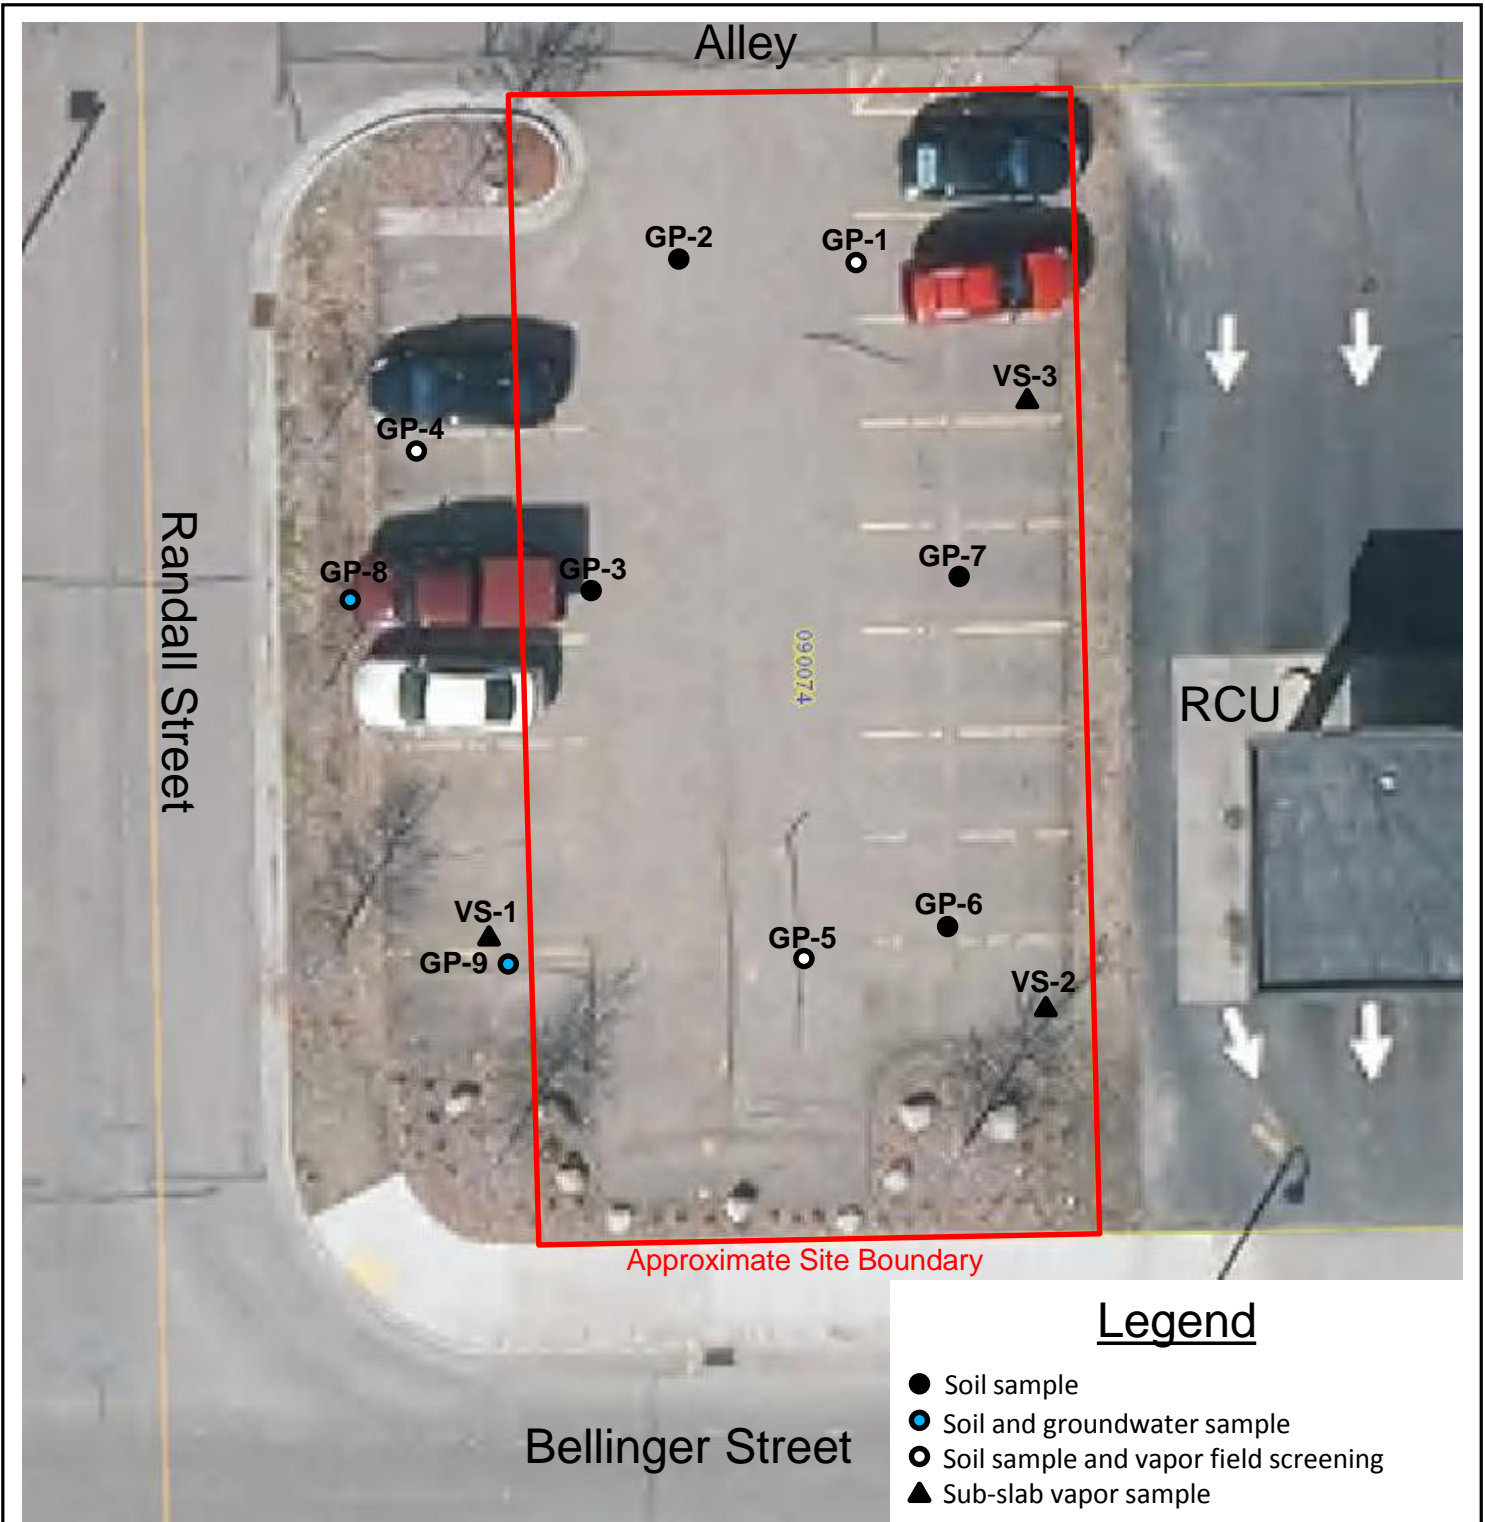 Alley
GP-2
GP-1
VS-3
GP-4
GP-7
GP-8
GP-3
Randall Street
090074
RCU
GP-6
VS-1
GP-5
GP-9
VS-2
Approximate Site Boundary
Legend
Soil sample
Soil and groundwater sample
Soil sample and vapor field screening
Sub-slab vapor sample
Bellinger Street